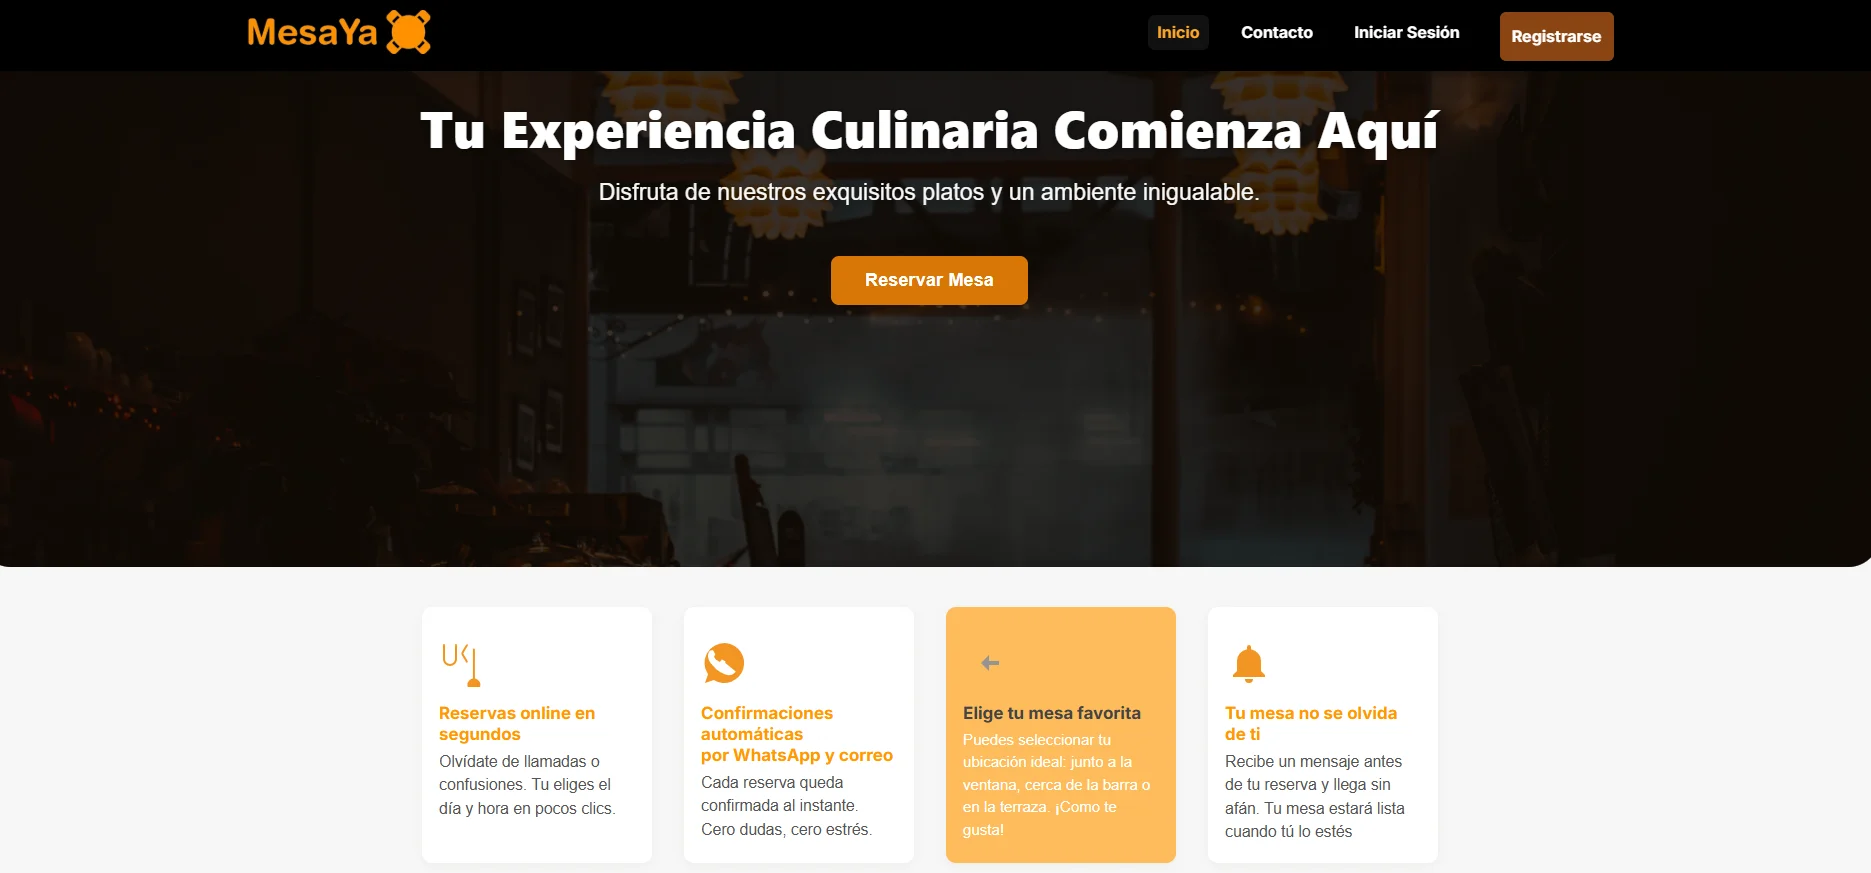 MesaYa
Inicio
Contacto
Iniciar Sesión
Registrarse
Tu Experiencia Culinaria Comienza Aquí
Disfruta de nuestros exquisitos platos y un ambiente inigualable.
Reservar Mesa
Reservas online en
segundos
Olvídate de llamadas o
confusiones. Tu eliges el
día y hora en pocos clics.
Confirmaciones
automáticas
por WhatsApp y correo
Cada reserva queda
confirmada al instante.
Cero dudas, cero estrés.
Elige tu mesa favorita
Puedes seleccionar tu
ubicación ideal: junto a la
ventana, cerca de la barra o
en la terraza. ¡Como te
gusta!
Tu mesa no se olvida
de ti
Recibe un mensaje antes
de tu reserva y llega sin
afán. Tu mesa estará lista
cuando tú lo estés